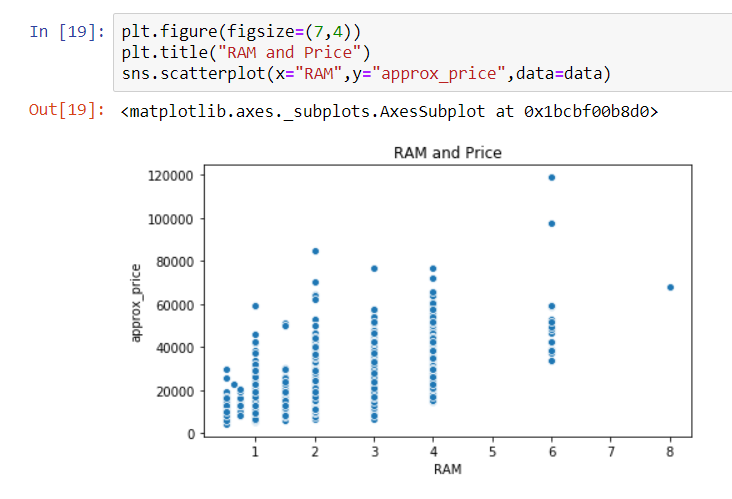 In [19]: plt.figure(figsize=(7,4))
plt.title("RAM and Price")
sns.scatterplot(x="RAM",y="approx_price",data=data)
Out[19]: <matplotlib.axes._subplots.AxesSubplot at 0x1bcbf00b8d0>
RAM and Price
120000
100000
80000
60000
40000
20000
0
approx_price
1 2 3 4 5 6 7 8
RAM